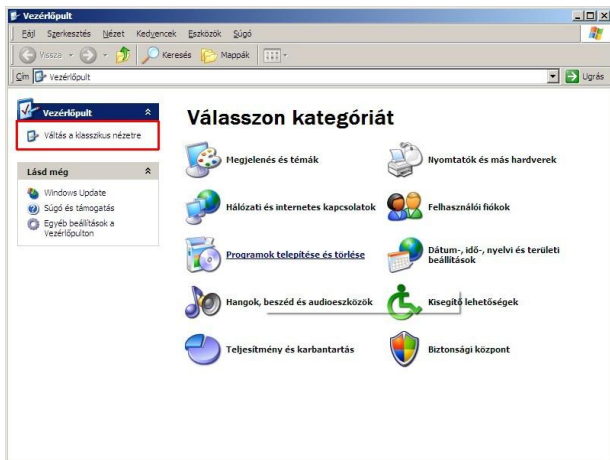 Vezérlőpult
Fájl Szerkesztés Nézet Kedvencek Eszközök Súgó
Vissza Keresés Mappák
Cím Vezérlőpult Ugrás
Vezérlőpult
Váltás a klasszikus nézetre
Lásd még
Windows Update
Súgó és támogatás
Egyéb beállítások a
Vezérlőpulton
Válasszon kategóriát
Megjelenés és témák
Nyomtatók és más hardverek
Hálózati és internetes kapcsolatok
Felhasználói fiókok
Programok telepítése és törlése
Dátum-, idő-, nyelvi és területi
beállítások
Hangok, beszéd és audioeszközök
Kisegítő lehetőségek
Teljesítmény és karbantartás
Biztonsági központ